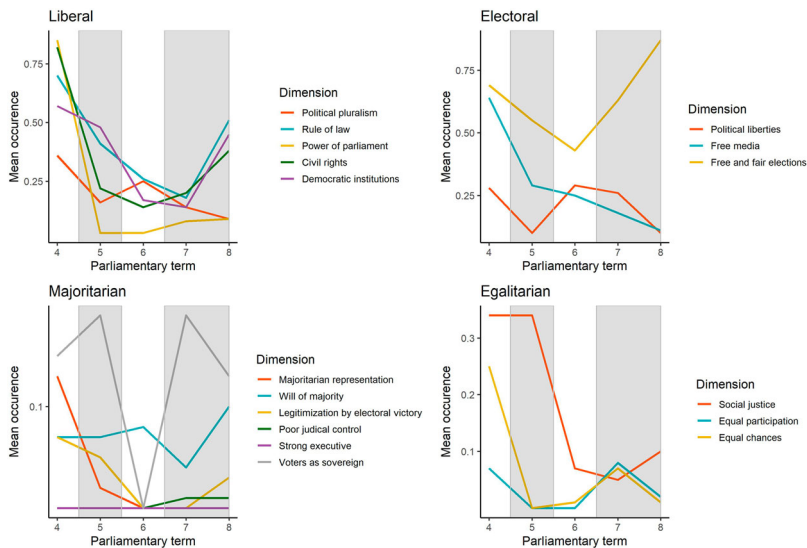 Liberal
Mean occurence
0.75
0.50
0.25
4 5 6 7 8
Parliamentary term
Dimension
Political pluralism
Rule of law
Power of parliament
Civil rights
Democratic institutions
Electoral
Mean occurence
0.75
0.50
0.25
4 5 6 7 8
Parliamentary term
Dimension
Political liberties
Free media
Free and fair elections
Majoritarian
Mean occurence
0.1
4 5 6 7 8
Parliamentary term
Dimension
Majoritarian representation
Will of majority
Legitimization by electoral victory
Poor judical control
Strong executive
Voters as sovereign
Egalitarian
Mean occurence
0.3
0.2
0.1
4 5 6 7 8
Parliamentary term
Dimension
Social justice
Equal participation
Equal chances